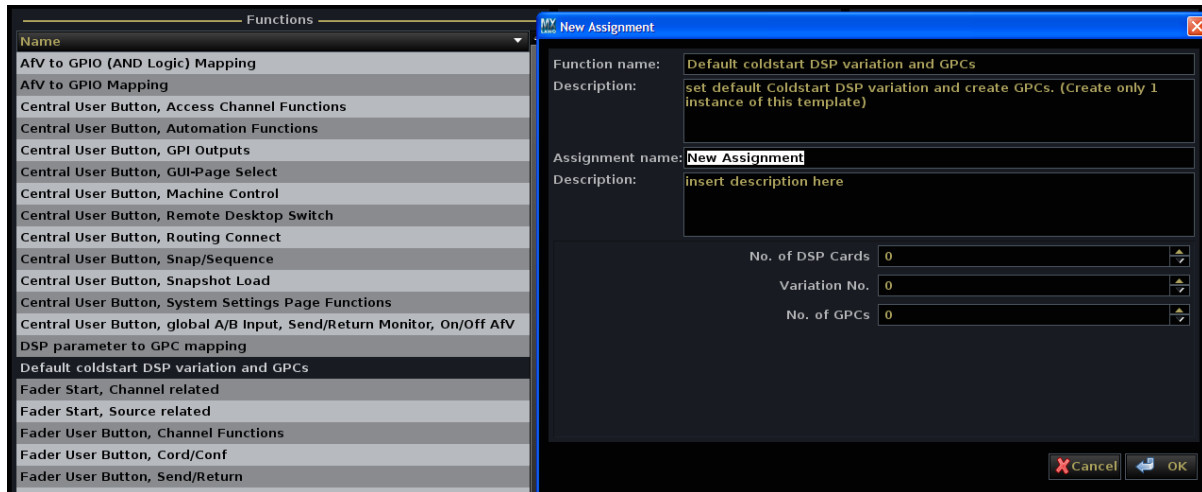 Functions
Name
AfV to GPIO (AND Logic) Mapping
AfV to GPIO Mapping
Central User Button, Access Channel Functions
Central User Button, Automation Functions
Central User Button, GPI Outputs
Central User Button, GUI-Page Select
Central User Button, Machine Control
Central User Button, Remote Desktop Switch
Central User Button, Routing Connect
Central User Button, Snap/Sequence
Central User Button, Snapshot Load
Central User Button, System Settings Page Functions
Central User Button, global A/B Input, Send/Return Monitor, On/Off AfV
DSP parameter to GPC mapping
Default coldstart DSP variation and GPCs
Fader Start, Channel related
Fader Start, Source related
Fader User Button, Channel Functions
Fader User Button, Cord/Conf
Fader User Button, Send/Return
MX
New Assignment
Function name: Default coldstart DSP variation and GPCs
Description: set default Coldstart DSP variation and create GPCs. (Create only 1
instance of this template)
Assignment name: New Assignment
Description: insert description here
No. of DSP Cards 0
Variation No. 0
No. of GPCs 0
Cancel OK